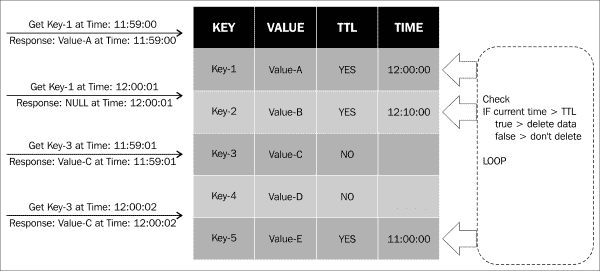 Get Key-1 at Time: 11:59:00
Response: Value-A at Time: 11:59:00
Get Key-1 at Time: 12:00:01
Response: NULL at Time: 12:00:01
Get Key-3 at Time: 11:59:01
Response: Value-C at Time: 11:59:01
Get Key-3 at Time: 12:00:02
Response: Value-C at Time: 12:00:02
KEY VALUE TTL TIME
Key-1 Value-A YES 12:00:00
Key-2 Value-B YES 12:10:00
Key-3 Value-C NO
Key-4 Value-D NO
Key-5 Value-E YES 11:00:00
Check
IF current time > TTL
true > delete data
false > don't delete
LOOP